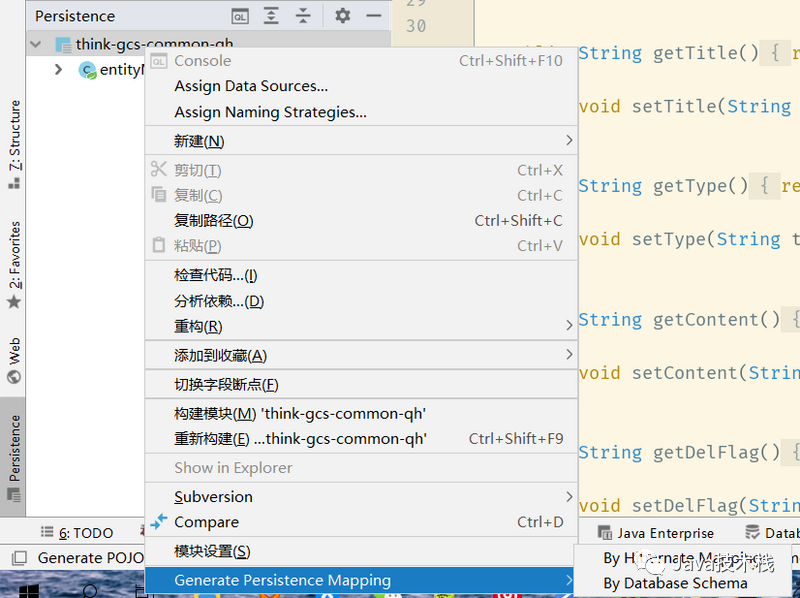 Persistence
29
30
think-gcs-common-qh
entity
Console Ctrl+Shift+F10
Assign Data Sources...
Assign Naming Strategies...
新建(N)
剪切(T) Ctrl+X
复制(C) Ctrl+C
复制路径(O) Ctrl+Shift+C
粘贴(P) Ctrl+V
检查代码...(I)
分析依赖...(D)
重构(R)
添加到收藏(A)
切换字段断点(F)
构建模块(M) 'think-gcs-common-qh'
重新构建(E) ...think-gcs-common-qh' Ctrl+Shift+F9
Show in Explorer
Subversion
Compare Ctrl+D
模块设置(S)
Generate Persistence Mapping
By Hibernate
By Database Schema
String getTitle() {
void setTitle(String
String getType() { re
void setType(String t
String getContent() {
void setContent(Strin
String getDelFlag() {
void setDelFlag(Strin
7: Structure
2: Favorites
Web
Persistence
6: TODO
Java Enterprise
Datab
Generate POJO
Java技术栈